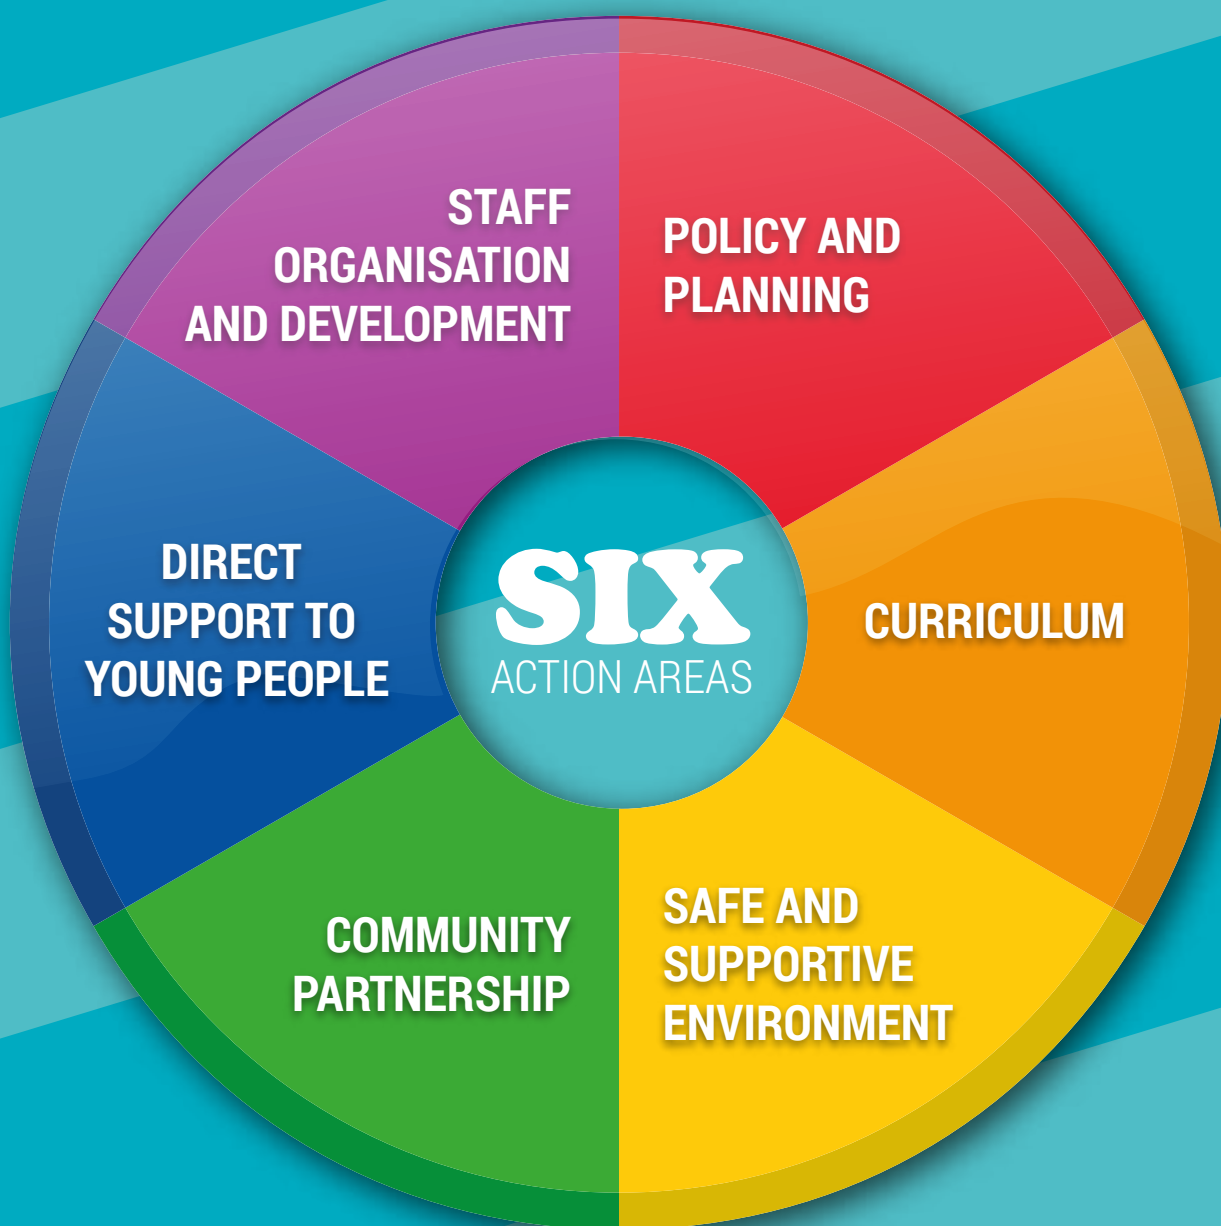 STAFF
ORGANISATION
AND DEVELOPMENT
POLICY AND
PLANNING
DIRECT
SUPPORT TO
YOUNG PEOPLE
SIX
ACTION AREAS
CURRICULUM
COMMUNITY
PARTNERSHIP
SAFE AND
SUPPORTIVE
ENVIRONMENT